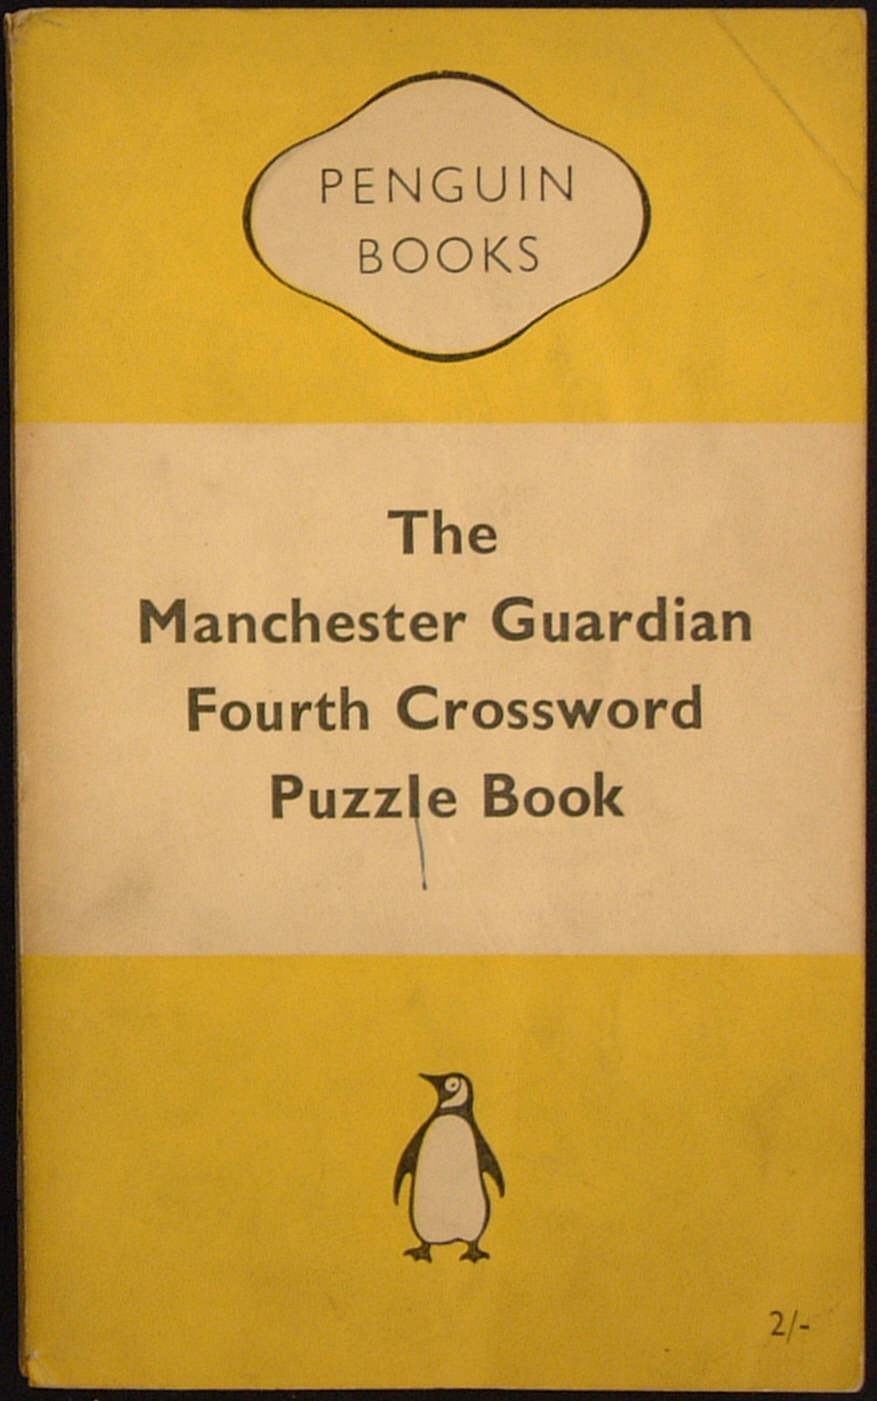 PENGUIN
BOOKS
The
Manchester Guardian
Fourth Crossword
Puzzle Book
2/-